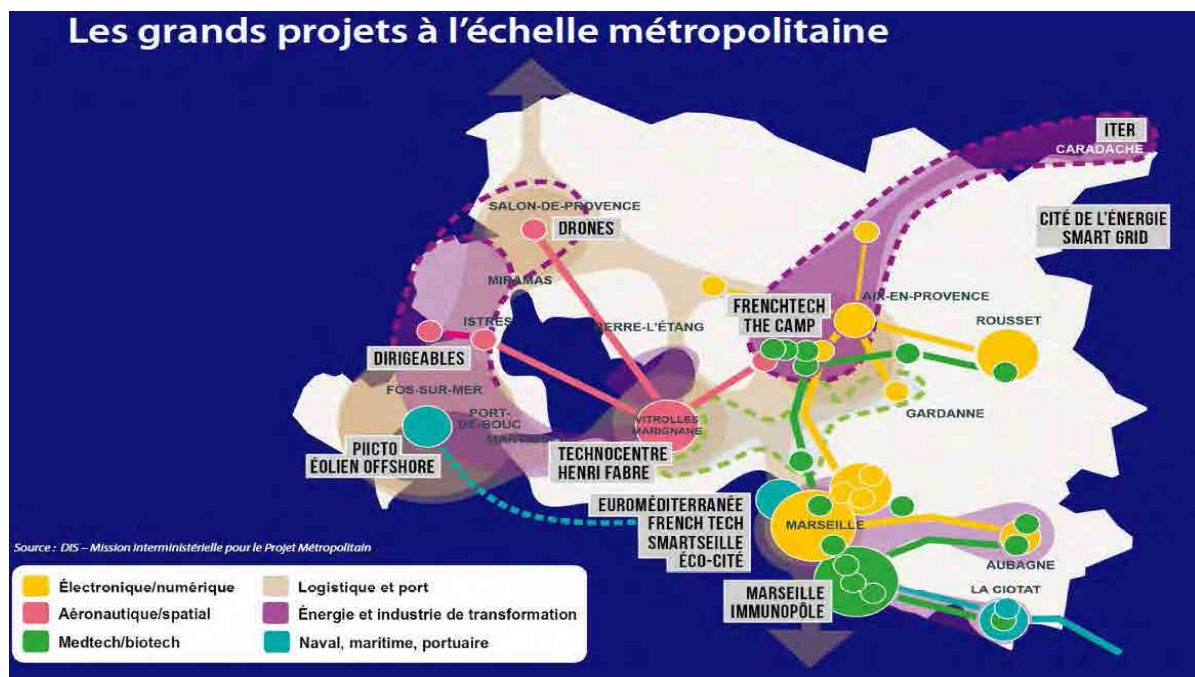 Les grands projets à l'échelle métropolitaine
ITER
CARADACHE
SALON-DE-PROVENCE
DRONES
CITÉ DE L'ÉNERGIE
SMART GRID
MIRAMAS
AIX-EN-PROVENCE
FRENCHTECH
THE CAMP
ISTRES
BERRE-L'ÉTANG
ROUSSET
DIRIGEABLES
FOS-SUR-MER
GARDANNE
PORT-
DE-BOUC
MARTIGUES
VITROLLES
MARIGNANE
PIICTO
ÉOLIEN OFFSHORE
TECHNOCENTRE
HENRI FABRE
EUROMÉDITERRANÉE
FRENCH TECH
SMARTSEILLE
ÉCO-CITÉ
MARSEILLE
AUBAGNE
Source : DIS – Mission interministérielle pour le Projet Métropolitain
MARSEILLE
IMMUNOPÔLE
LA CIOTAT
Électronique/numérique
Aéronautique/spatial
Medtech/biotech
Logistique et port
Énergie et industrie de transformation
Naval, maritime, portuaire